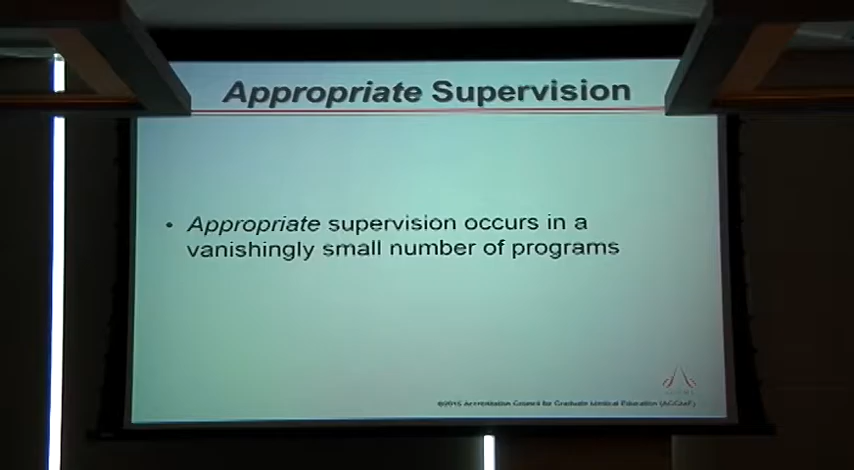 Appropriate Supervision
• Appropriate supervision occurs in a
vanishingly small number of programs
©2015 Accreditation Council for Graduate Medical Education (ACGME)